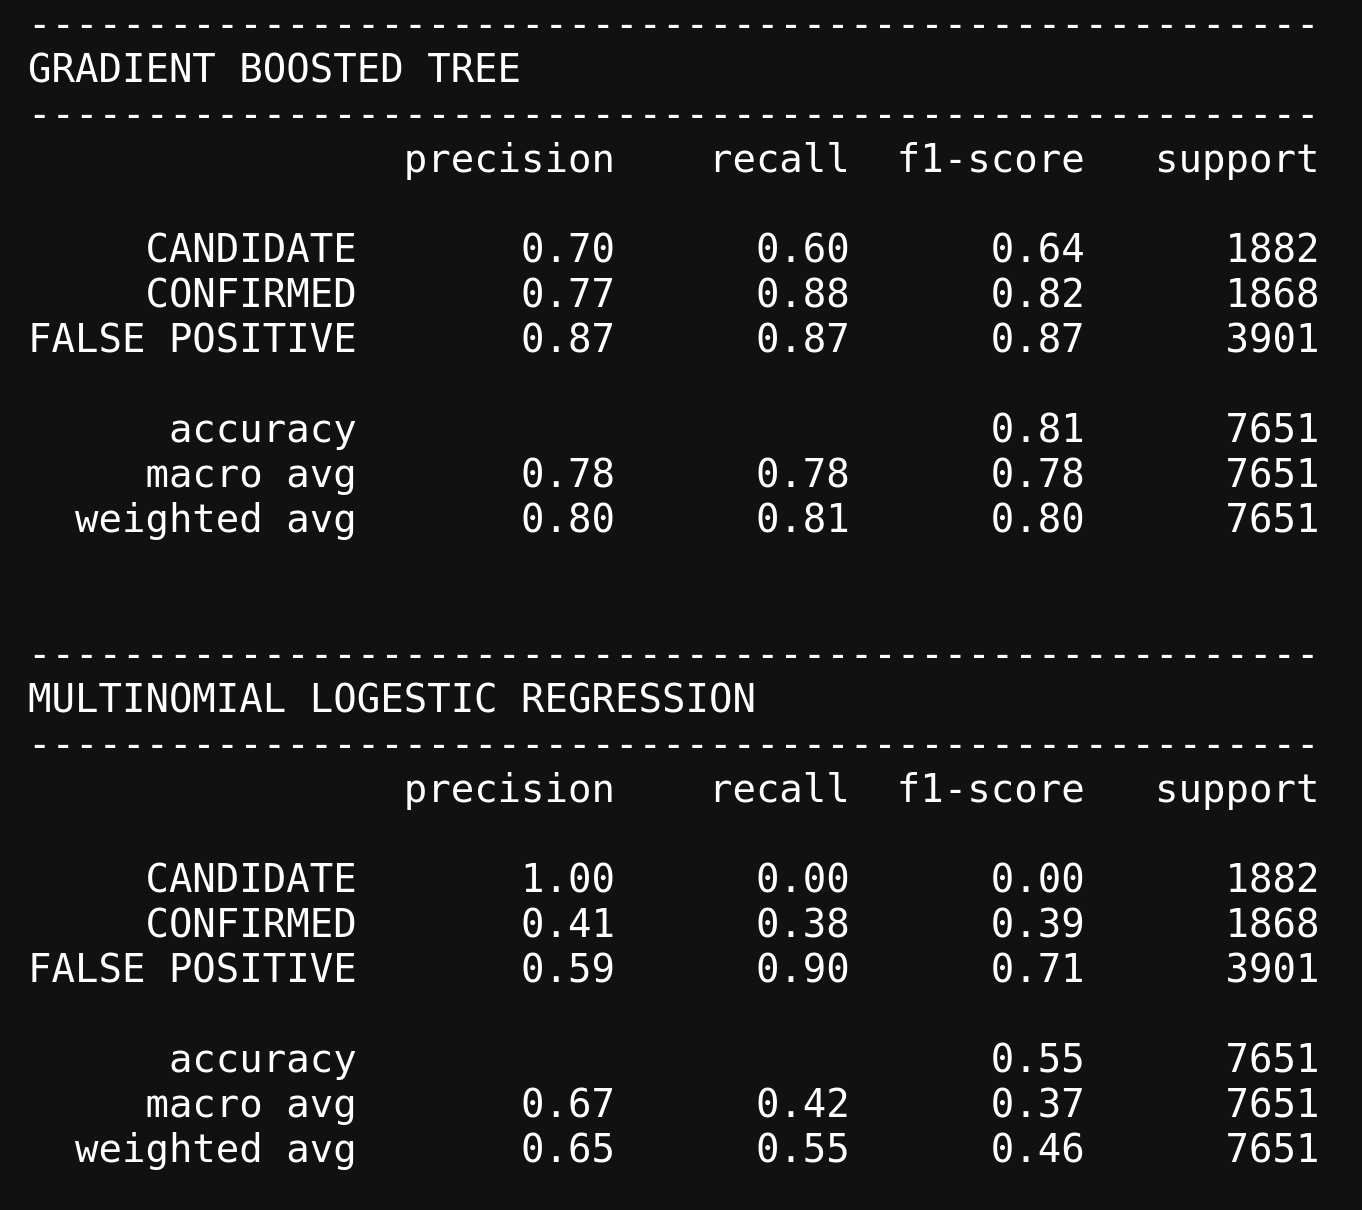 -------------------------------------------------------
GRADIENT BOOSTED TREE
-------------------------------------------------------
                precision    recall  f1-score   support

     CANDIDATE       0.70      0.60      0.64      1882
     CONFIRMED       0.77      0.88      0.82      1868
FALSE POSITIVE       0.87      0.87      0.87      3901

      accuracy                           0.81      7651
     macro avg       0.78      0.78      0.78      7651
  weighted avg       0.80      0.81      0.80      7651

-------------------------------------------------------
MULTINOMIAL LOGESTIC REGRESSION
-------------------------------------------------------
                precision    recall  f1-score   support

     CANDIDATE       1.00      0.00      0.00      1882
     CONFIRMED       0.41      0.38      0.39      1868
FALSE POSITIVE       0.59      0.90      0.71      3901

      accuracy                           0.55      7651
     macro avg       0.67      0.42      0.37      7651
  weighted avg       0.65      0.55      0.46      7651